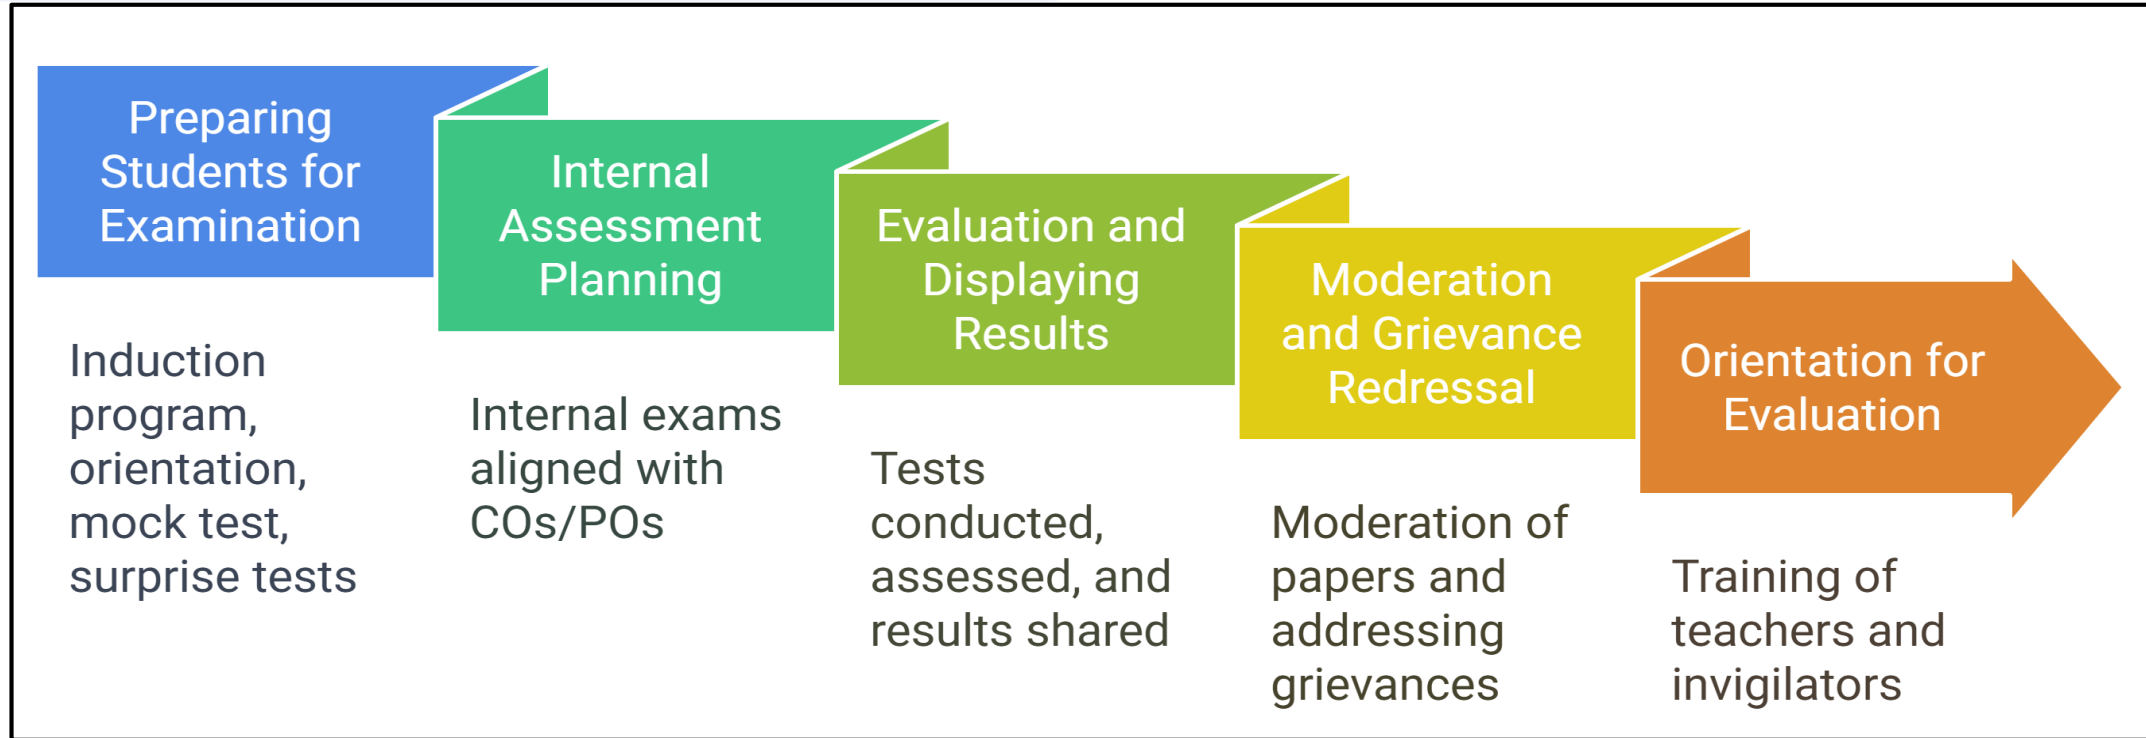 Preparing
Students for
Examination
Induction
program,
orientation,
mock test,
surprise tests
Internal
Assessment
Planning
Internal exams
aligned with
COs/POs
Evaluation and
Displaying
Results
Tests
conducted,
assessed, and
results shared
Moderation
and Grievance
Redressal
Moderation of
papers and
addressing
grievances
Orientation for
Evaluation
Training of
teachers and
invigilators